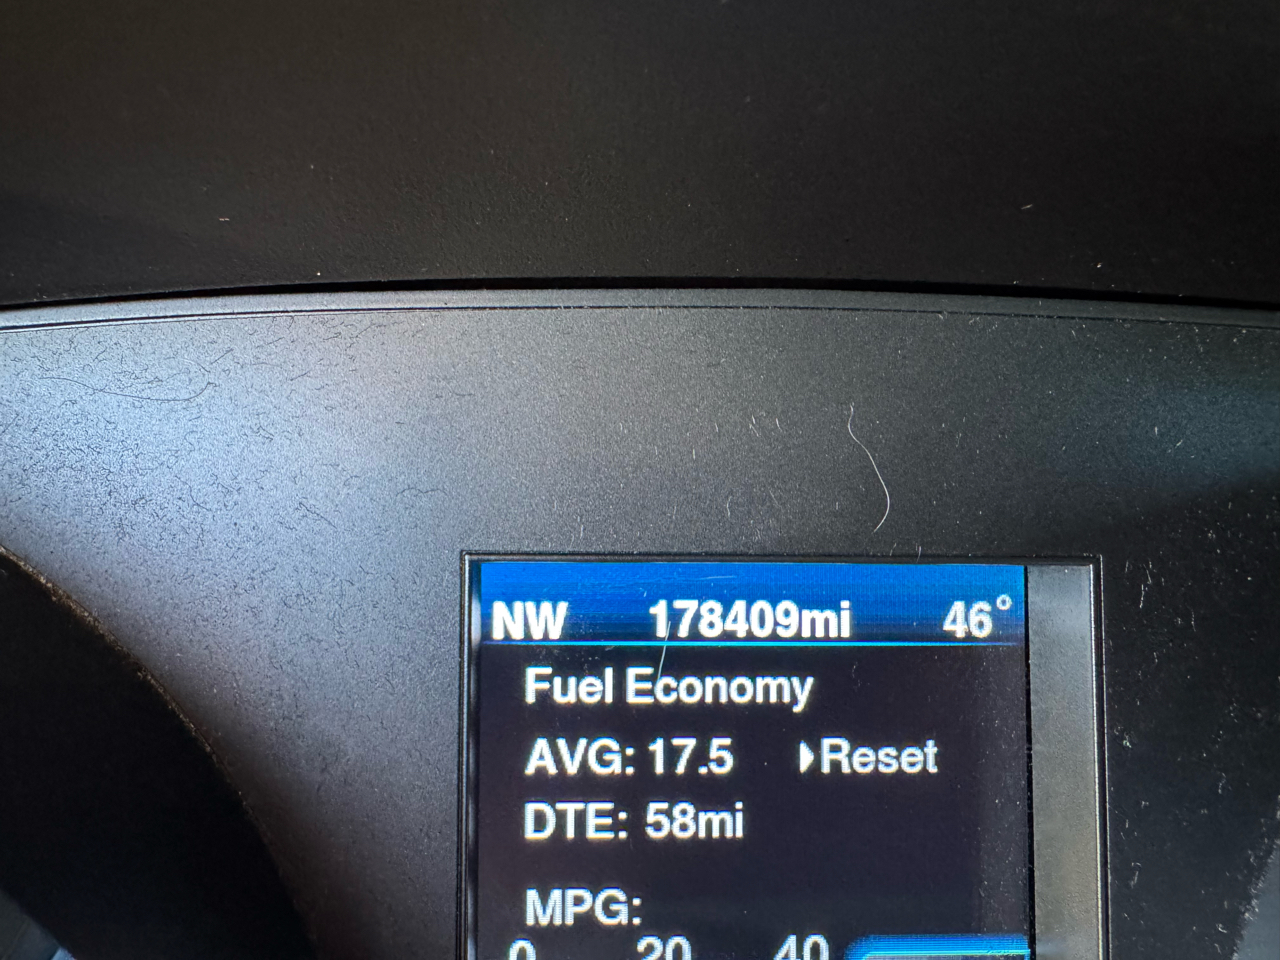 NW 178409mi 46°
Fuel Economy
AVG: 17.5 Reset
DTE: 58mi
MPG:
0 20 40